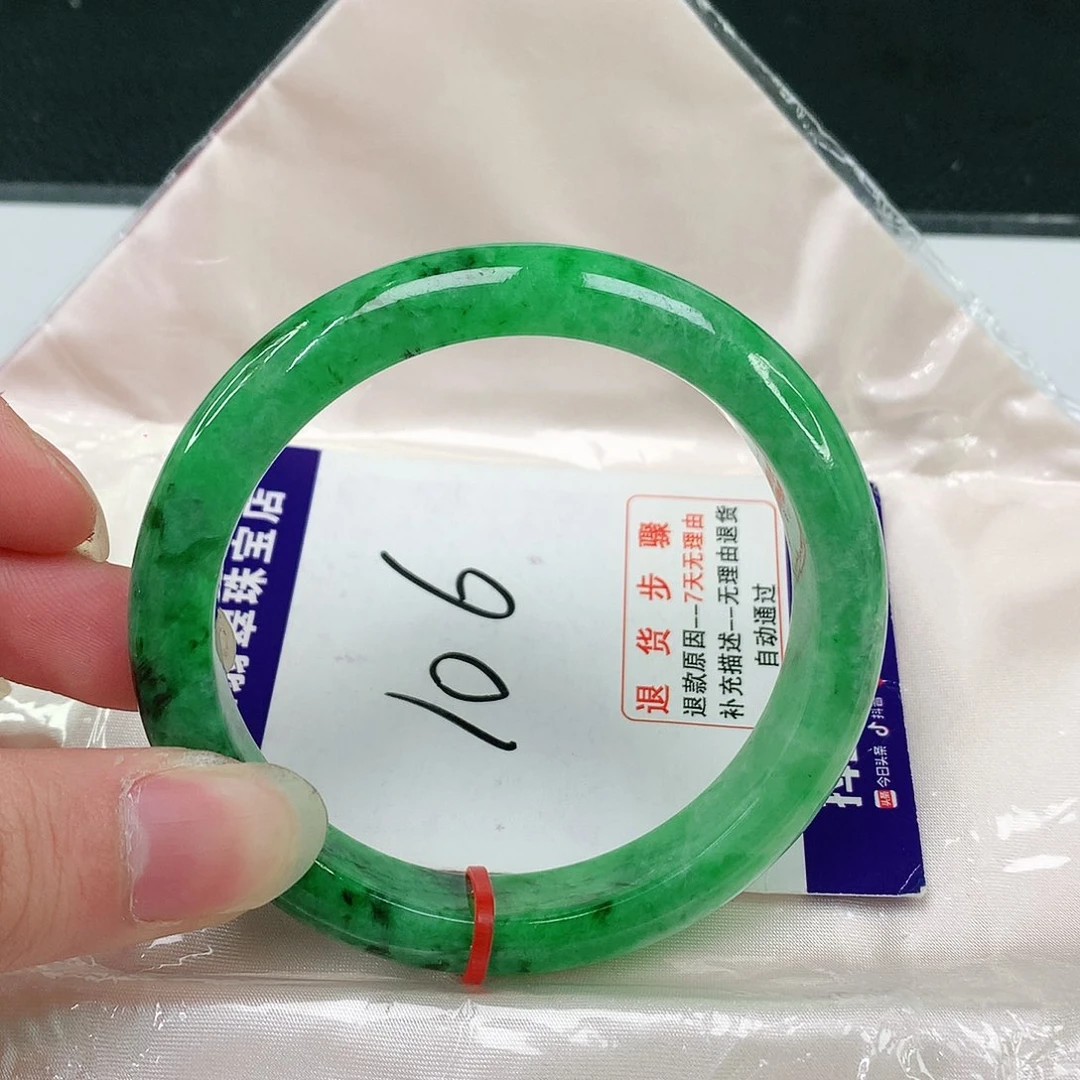 翡翠珠宝店
106
退货步骤
退款原因--7天无理由
补充描述--无理由退货
自动通过
头条 今日头条 抖音